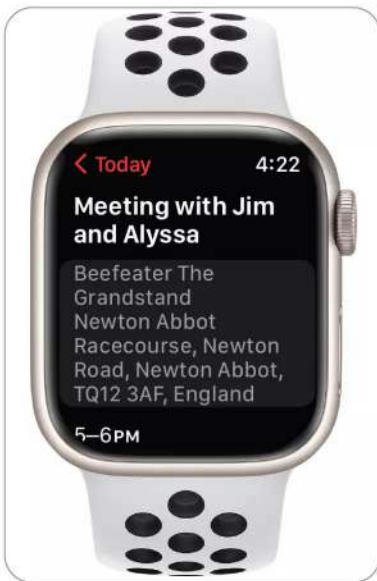 < Today
4:22
Meeting with Jim
and Alyssa
Beefeater The
Grandstand
Newton Abbot
Racecourse, Newton
Road, Newton Abbot,
TQ12 3AF, England
5–6PM